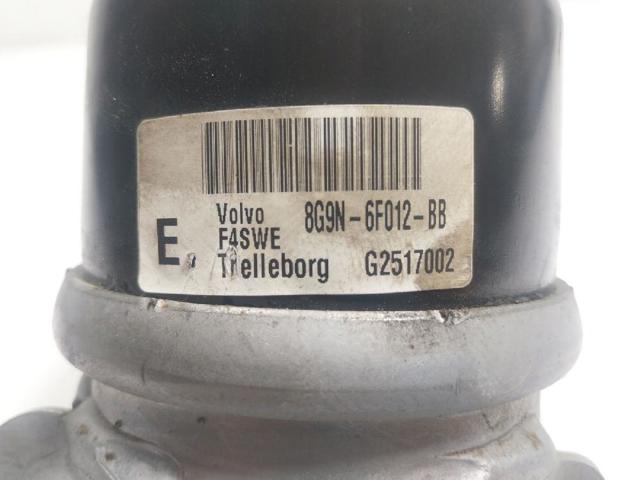 E.
Volvo 8G9N-6F012-BB
F4SWE
Trelleborg G2517002